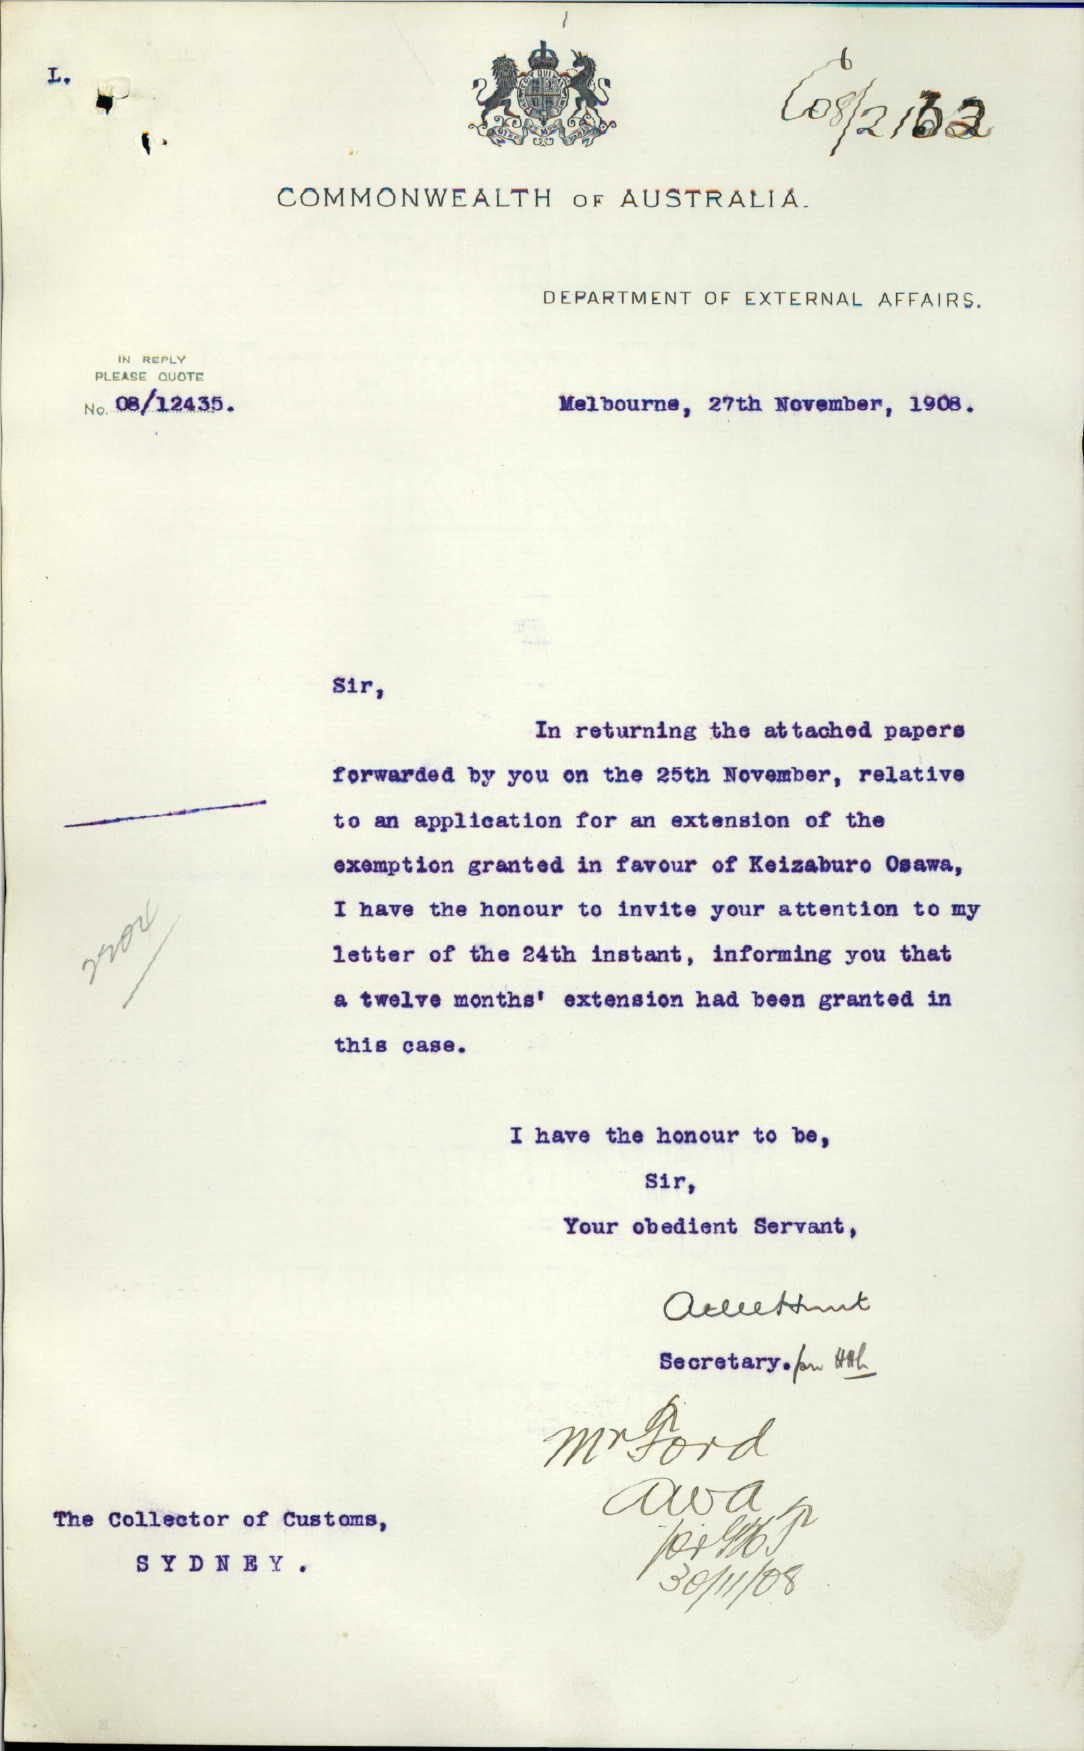 L.
COMMONWEALTH OF AUSTRALIA.
DEPARTMENT OF EXTERNAL AFFAIRS.
IN REPLY
PLEASE QUOTE
No. 08/12435.
Melbourne, 27th November, 1908.
Sir,
In returning the attached papers
forwarded by you on the 25th November, relative
to an application for an extension of the
exemption granted in favour of Keizaburo Osawa,
I have the honour to invite your attention to my
letter of the 24th instant, informing you that
a twelve months' extension had been granted in
this case.
I have the honour to be,
Sir,
Your obedient Servant,
Atlee Hunt
Secretary.
Mr Ford
AWA
30/11/08
The Collector of Customs,
SYDNEY.